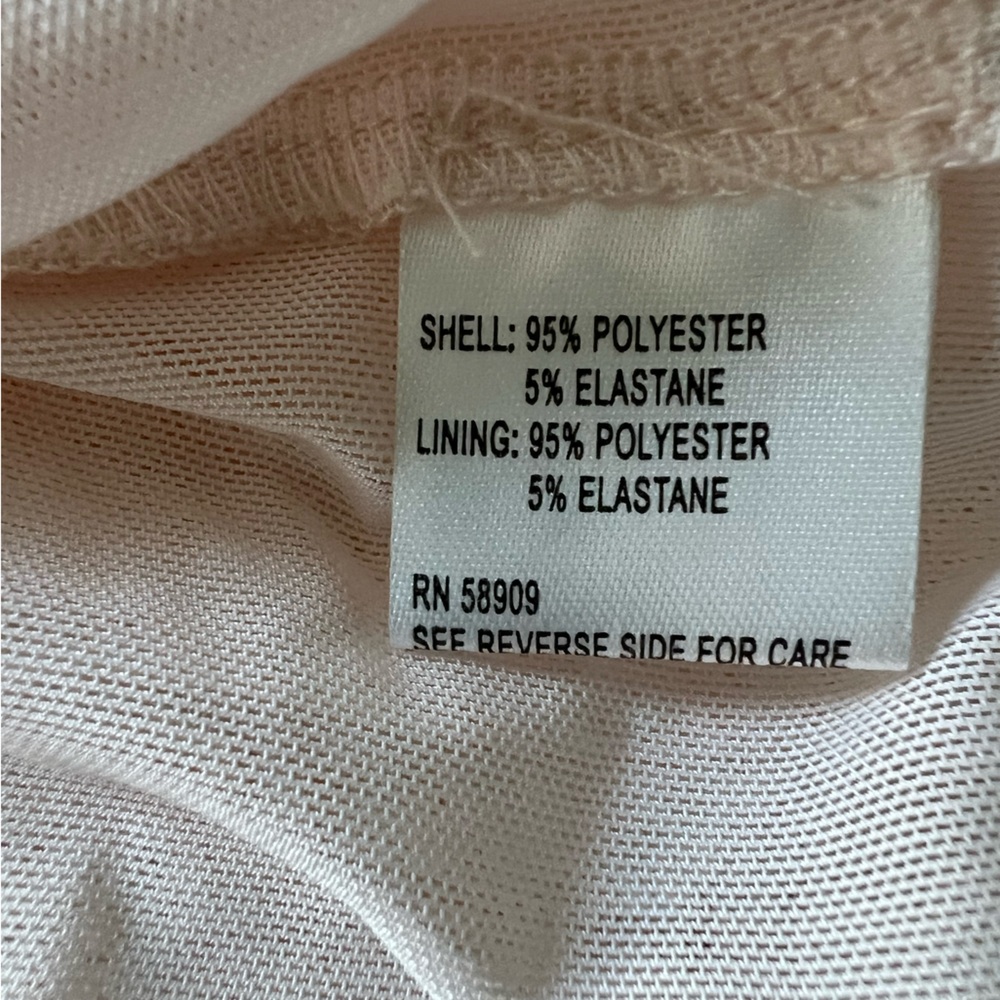 SHELL: 95% POLYESTER
5% ELASTANE
LINING: 95% POLYESTER
5% ELASTANE
RN 58909
SEE REVERSE SIDE FOR CARE